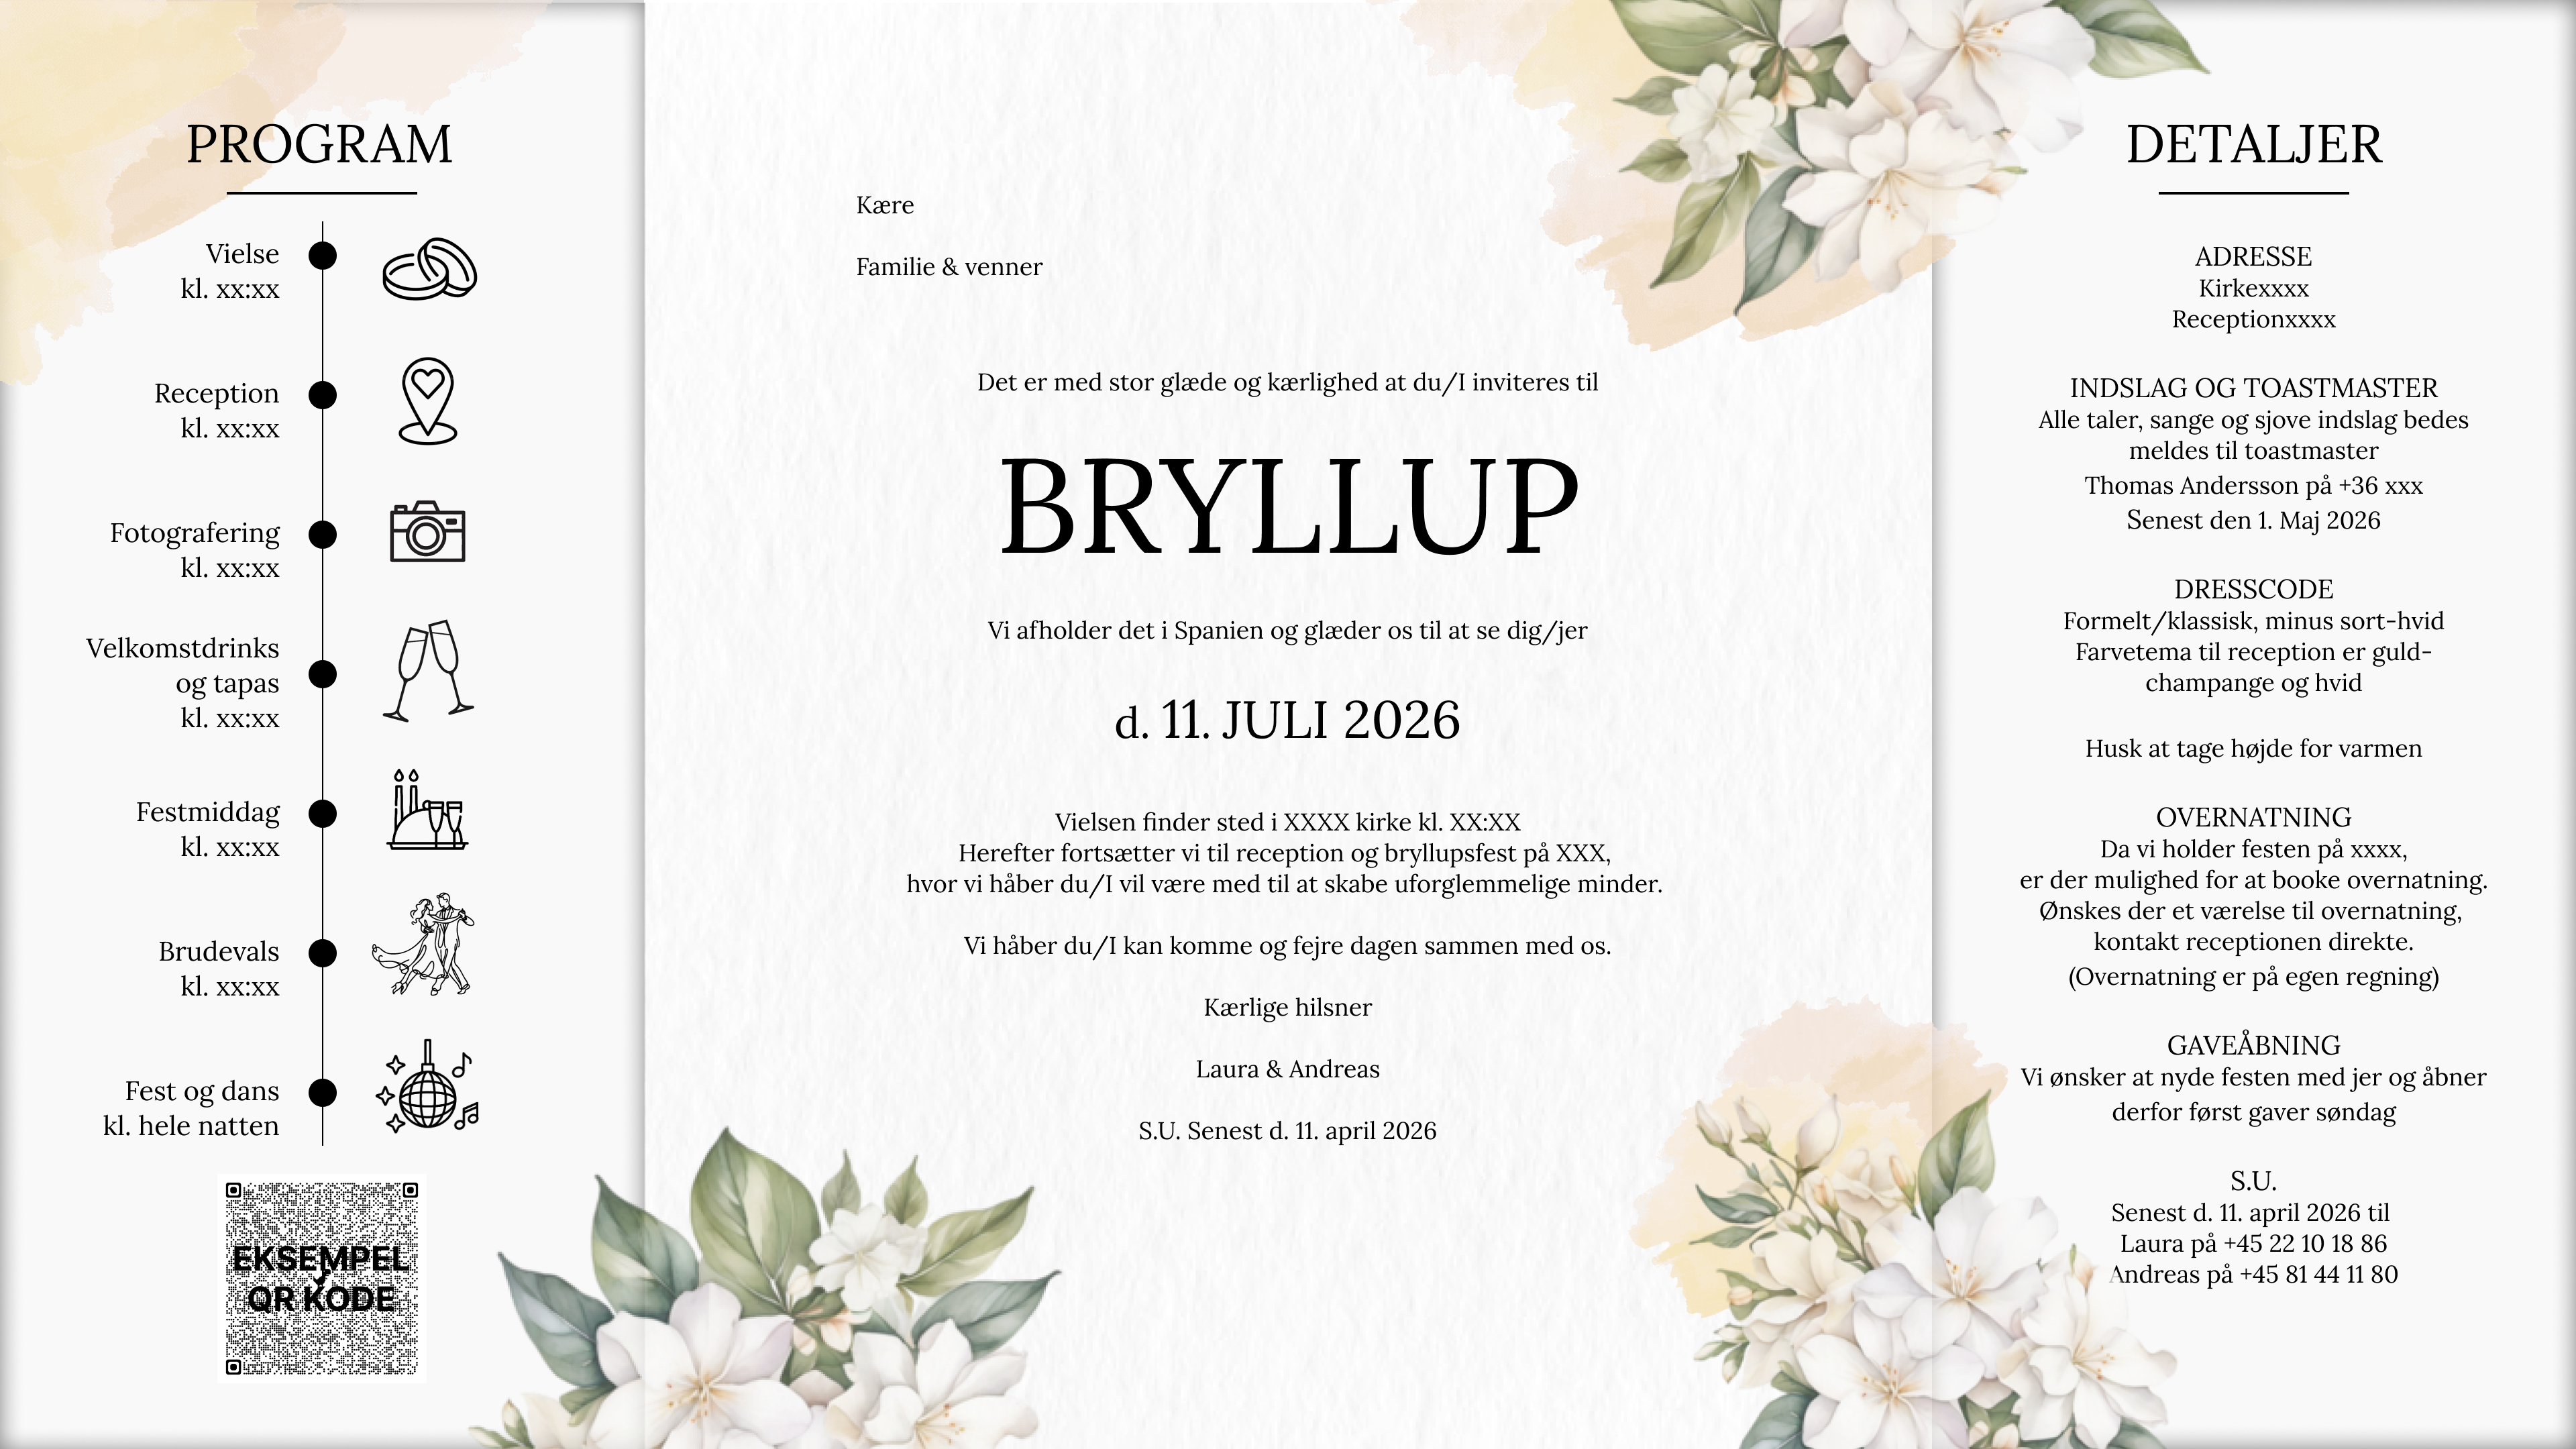 PROGRAM
Vielse
kl. xx:xx
Reception
kl. xx:xx
Fotografering
kl. xx:xx
Velkomstdrinks
og tapas
kl. xx:xx
Festmiddag
kl. xx:xx
Brudevals
kl. xx:xx
Fest og dans
kl. hele natten
EKSEMPEL
QR KODE
Kære
Familie & venner
Det er med stor glæde og kærlighed at du/I inviteres til
BRYLLUP
Vi afholder det i Spanien og glæder os til at se dig/jer
d. 11. JULI 2026
Vielsen finder sted i XXXX kirke kl. XX:XX
Herefter fortsætter vi til reception og bryllupsfest på XXX,
hvor vi håber du/I vil være med til at skabe uforglemmelige minder.
Vi håber du/I kan komme og fejre dagen sammen med os.
Kærlige hilsner
Laura & Andreas
S.U. Senest d. 11. april 2026
DETALJER
ADRESSE
Kirkexxxx
Receptionxxxx
INDSLAG OG TOASTMASTER
Alle taler, sange og sjove indslag bedes
meldes til toastmaster
Thomas Andersson på +36 xxx
Senest den 1. Maj 2026
DRESSCODE
Formelt/klassisk, minus sort-hvid
Farvetema til reception er guld-
champange og hvid
Husk at tage højde for varmen
OVERNATNING
Da vi holder festen på xxxx,
er der mulighed for at booke overnatning.
Ønskes der et værelse til overnatning,
kontakt receptionen direkte.
(Overnatning er på egen regning)
GAVEÅBNING
Vi ønsker at nyde festen med jer og åbner
derfor først gaver søndag
S.U.
Senest d. 11. april 2026 til
Laura på +45 22 10 18 86
Andreas på +45 81 44 11 80